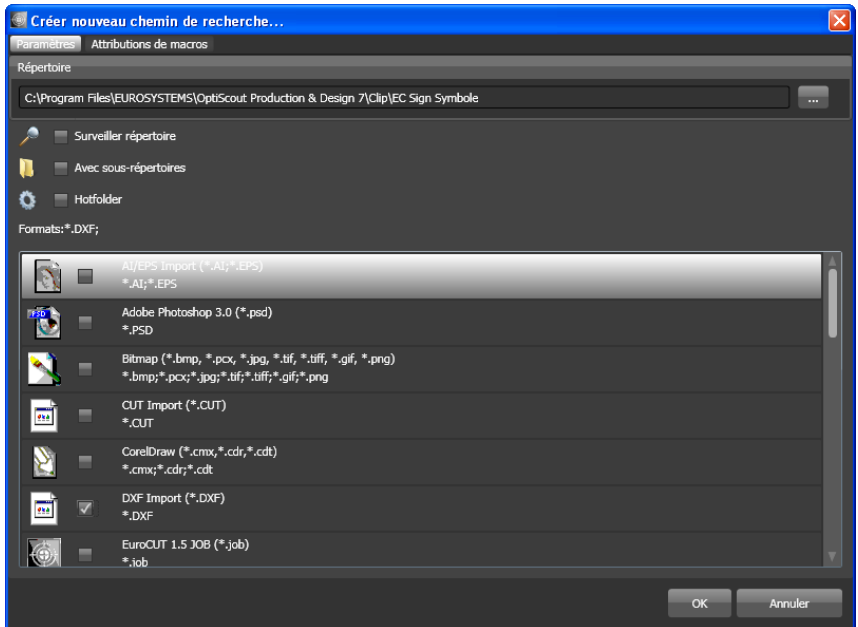 Créer nouveau chemin de recherche...
Paramètres Attributions de macros
Répertoire
C:\Program Files\EUROSYSTEMS\OptiScout Production & Design 7\Clip\EC Sign Symbole ...
Surveiller répertoire
Avec sous-répertoires
Hotfolder
Formats:*.DXF;
AI/EPS Import (*.AI;*.EPS)
*.AI;*.EPS
PSD
Adobe Photoshop 3.0 (*.psd)
*.PSD
Bitmap (*.bmp, *.pcx, *.jpg, *.tif, *.tiff, *.gif, *.png)
*.bmp;*.pcx;*.jpg;*.tif;*.tiff;*.gif;*.png
CUT Import (*.CUT)
*.CUT
CorelDraw (*.cmx,*.cdr,*.cdt)
*.cmx;*.cdr;*.cdt
DXF Import (*.DXF)
*.DXF
EuroCUT 1.5 JOB (*.job)
*.job
OK Annuler